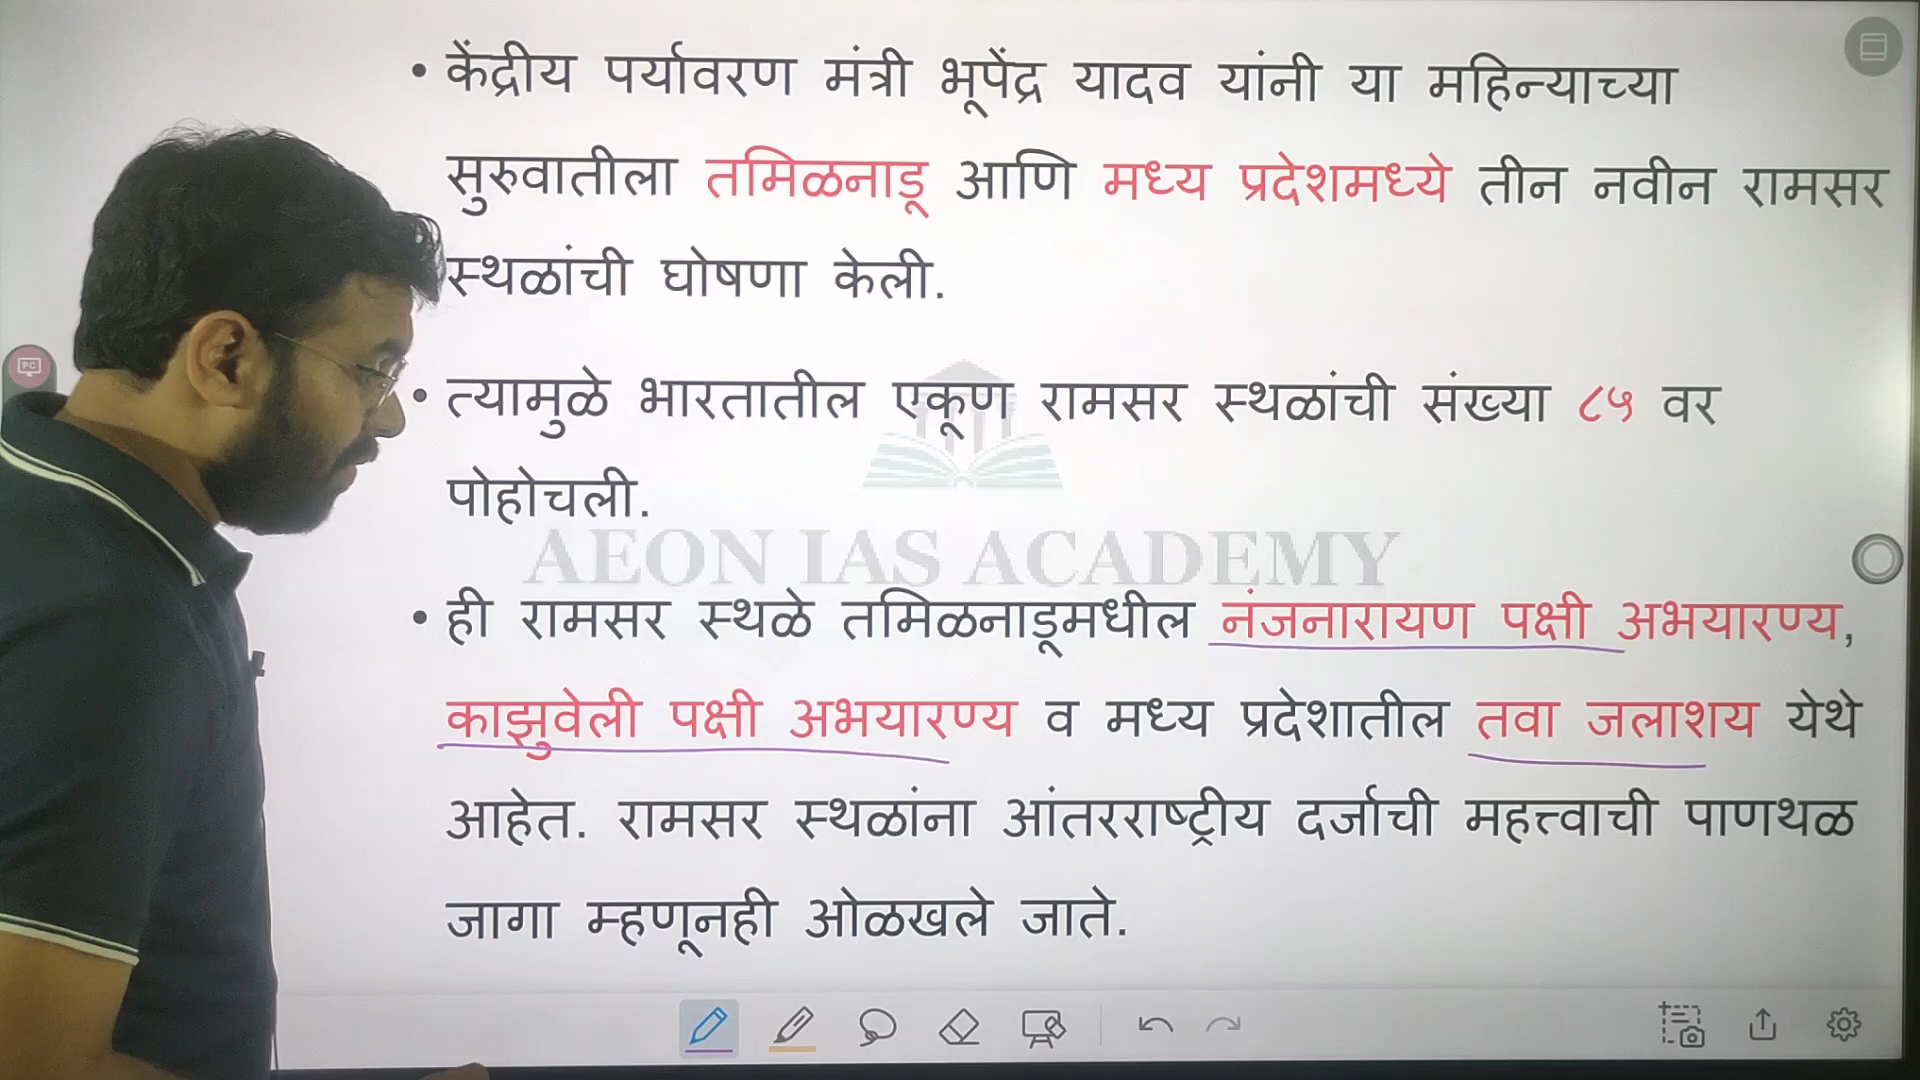 • केंद्रीय पर्यावरण मंत्री भूपेंद्र यादव यांनी या महिन्याच्या
सुरुवातीला तमिळनाडू आणि मध्य प्रदेशमध्ये तीन नवीन रामसर
स्थळांची घोषणा केली.
• त्यामुळे भारतातील एकूण रामसर स्थळांची संख्या ८५ वर
पोहोचली.
AEON IAS ACADEMY
• ही रामसर स्थळे तमिळनाडूमधील नंजनारायण पक्षी अभयारण्य,
काझुवेली पक्षी अभयारण्य व मध्य प्रदेशातील तवा जलाशय येथे
आहेत. रामसर स्थळांना आंतरराष्ट्रीय दर्जाची महत्त्वाची पाणथळ
जागा म्हणूनही ओळखले जाते.
PC